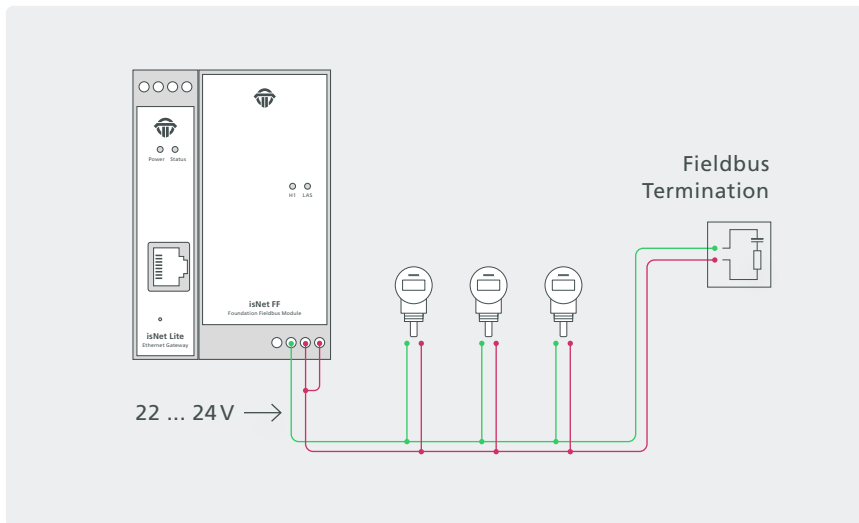 Power Status
isNet Lite
Ethernet Gateway
H1 LAS
isNet FF
Foundation Fieldbus Module
22 ... 24 V
Fieldbus
Termination